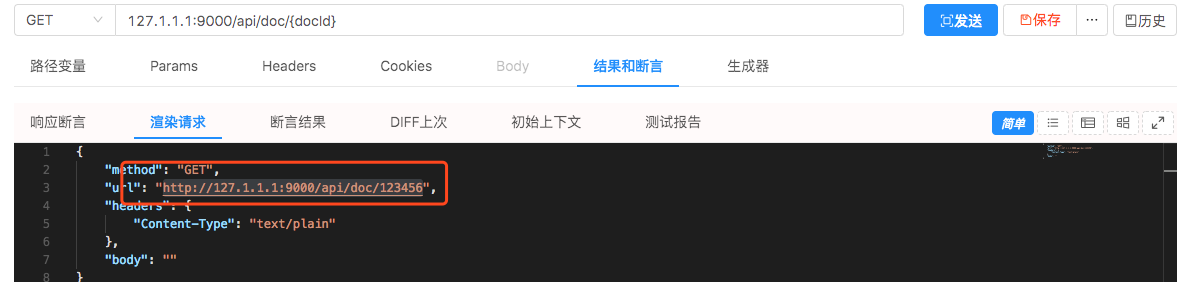 GET 127.1.1.1:9000/api/doc/{docId} 发送 保存 ... 历史
路径变量 Params Headers Cookies Body 结果和断言 生成器
响应断言 渲染请求 断言结果 DIFF上次 初始上下文 测试报告 简单
1 {
2 "method": "GET",
3 "url": "http://127.1.1.1:9000/api/doc/123456",
4 "headers": {
5 "Content-Type": "text/plain"
6 },
7 "body": ""
8 }